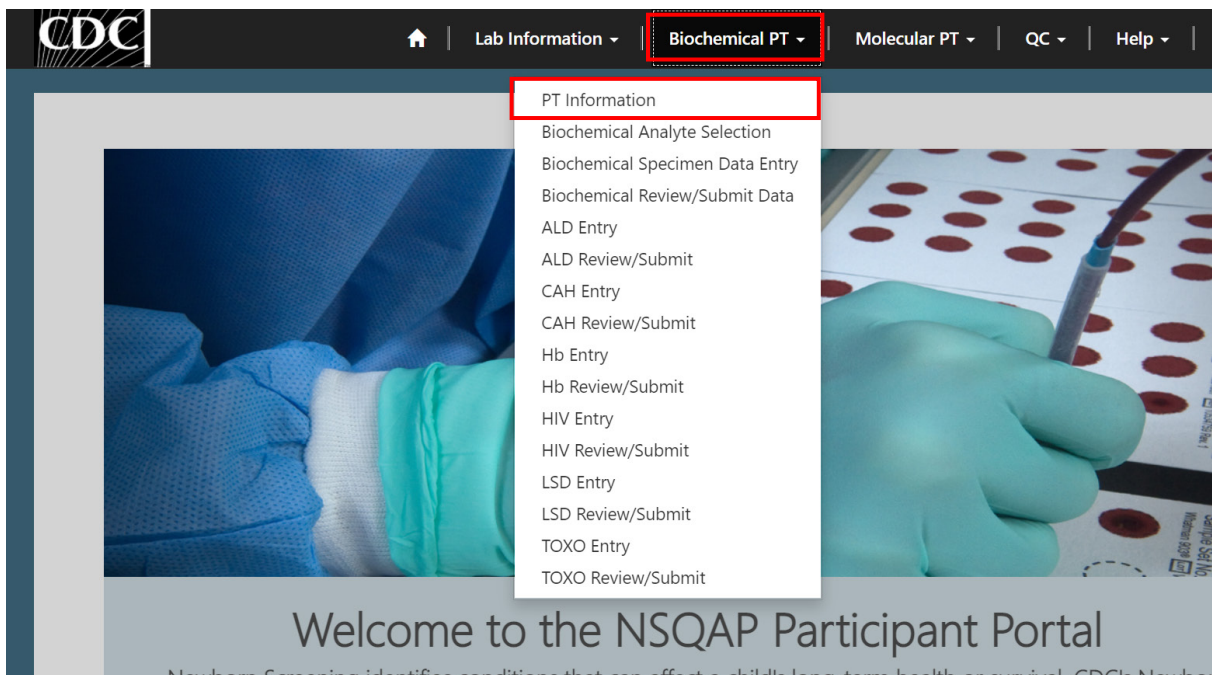 CDC
Lab Information
Biochemical PT
Molecular PT
QC
Help
PT Information
Biochemical Analyte Selection
Biochemical Specimen Data Entry
Biochemical Review/Submit Data
ALD Entry
ALD Review/Submit
CAH Entry
CAH Review/Submit
Hb Entry
Hb Review/Submit
HIV Entry
HIV Review/Submit
LSD Entry
LSD Review/Submit
TOXO Entry
TOXO Review/Submit
Welcome to the NSQAP Participant Portal